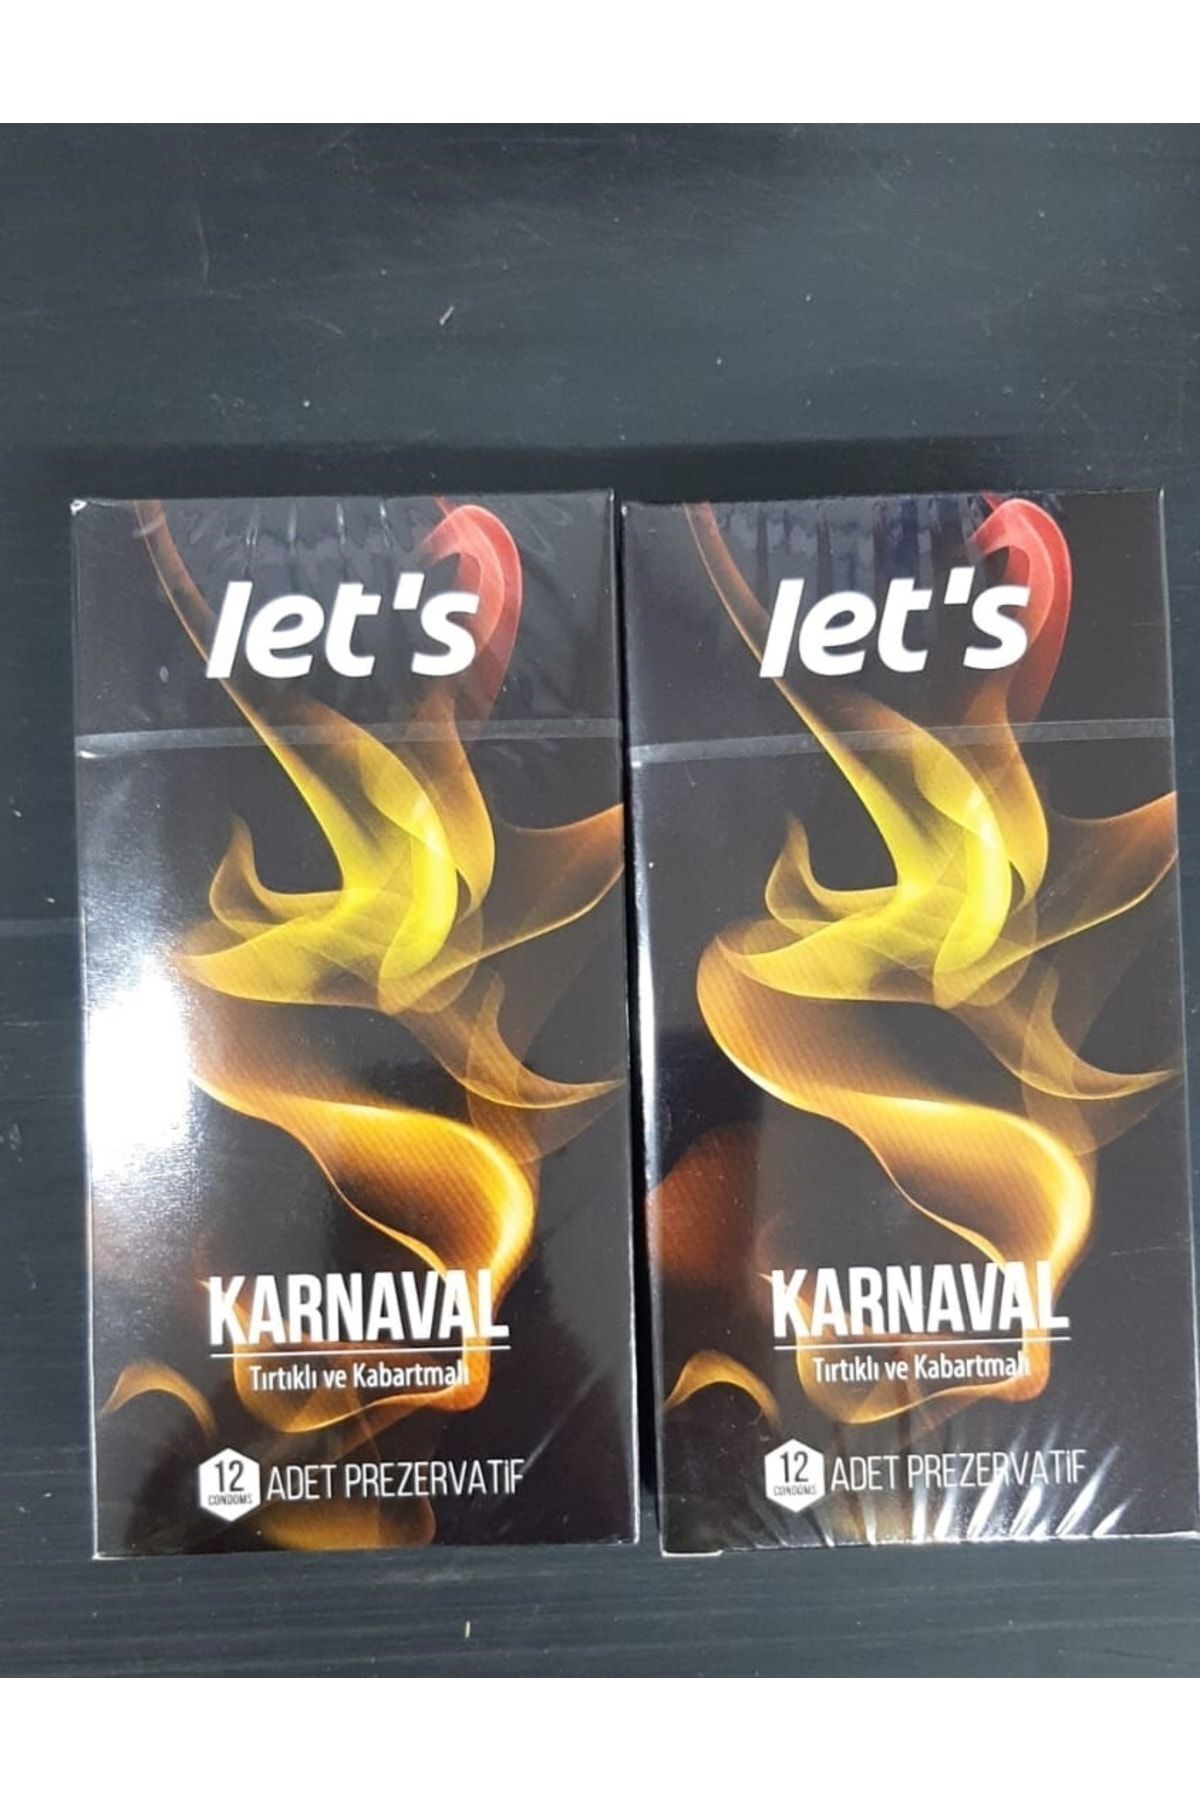 let's
KARNAVAL
Tırtıklı ve Kabartmalı
12
CONDOMS
ADET PREZERVATİF
let's
KARNAVAL
Tırtıklı ve Kabartmalı
12
CONDOMS
ADET PREZERVATİF